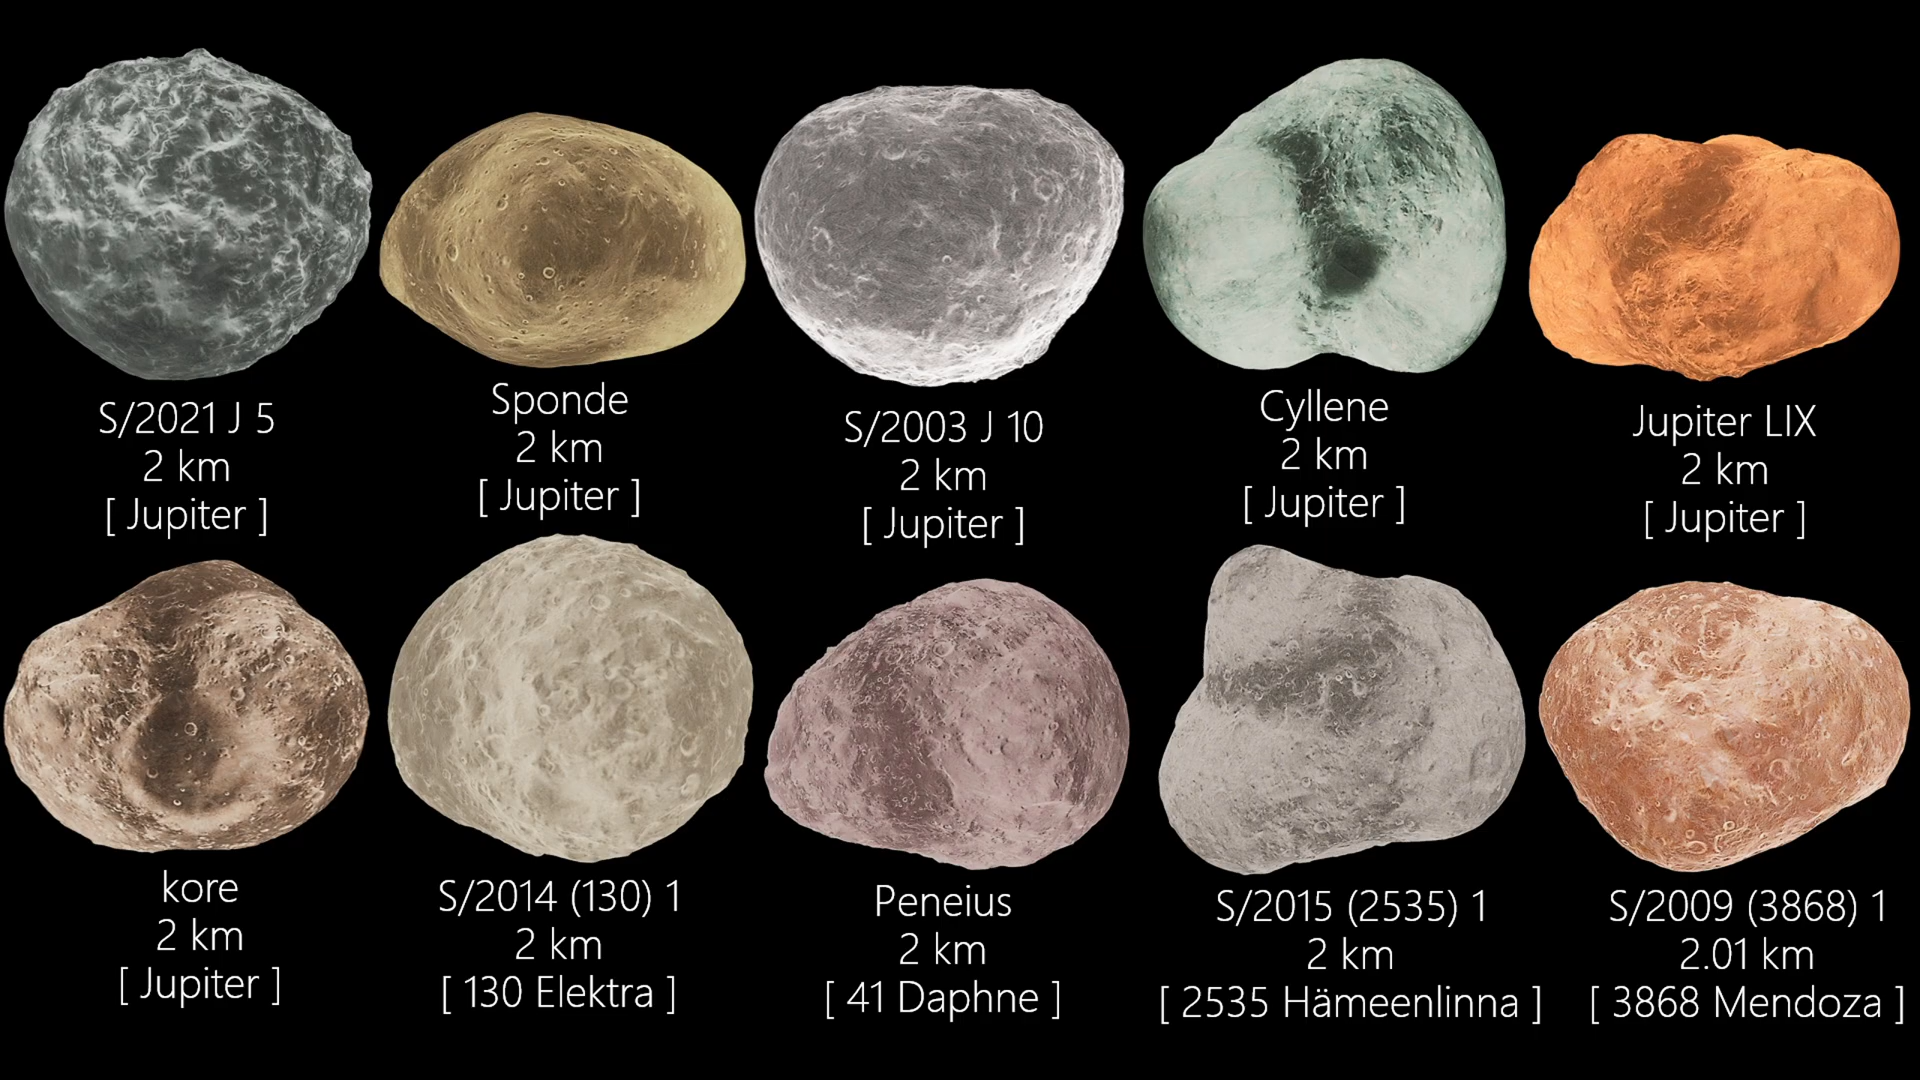 S/2021 J 5
2 km
[ Jupiter ]
Sponde
2 km
[ Jupiter ]
S/2003 J 10
2 km
[ Jupiter ]
Cyllene
2 km
[ Jupiter ]
Jupiter LIX
2 km
[ Jupiter ]
kore
2 km
[ Jupiter ]
S/2014 (130) 1
2 km
[ 130 Elektra ]
Peneius
2 km
[ 41 Daphne ]
S/2015 (2535) 1
2 km
[ 2535 Hämeenlinna ]
S/2009 (3868) 1
2.01 km
[ 3868 Mendoza ]